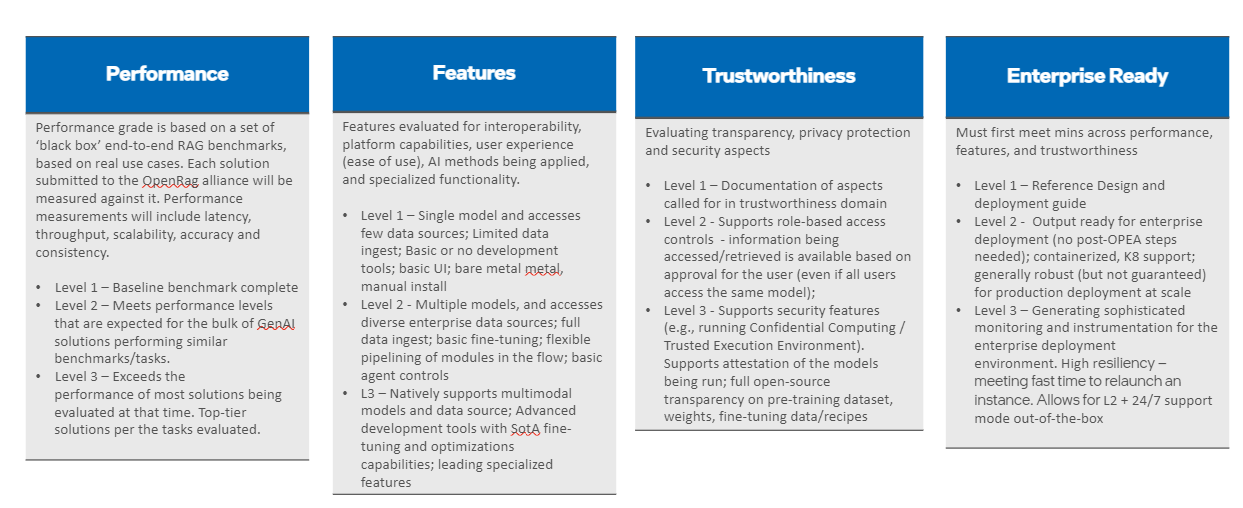 Performance
Performance grade is based on a set of
‘black box’ end-to-end RAG benchmarks,
based on real use cases. Each solution
submitted to the OpenRag alliance will be
measured against it. Performance
measurements will include latency,
throughput, scalability, accuracy and
consistency.
• Level 1 – Baseline benchmark complete
• Level 2 – Meets performance levels
that are expected for the bulk of GenAI
solutions performing similar
benchmarks/tasks.
• Level 3 – Exceeds the
performance of most solutions being
evaluated at that time. Top-tier
solutions per the tasks evaluated.
Features
Features evaluated for interoperability,
platform capabilities, user experience
(ease of use), AI methods being applied,
and specialized functionality.
• Level 1 – Single model and accesses
few data sources; Limited data
ingest; Basic or no development
tools; basic UI; bare metal metal,
manual install
• Level 2 - Multiple models, and accesses
diverse enterprise data sources; full
data ingest; basic fine-tuning; flexible
pipelining of modules in the flow; basic
agent controls
• L3 – Natively supports multimodal
models and data source; Advanced
development tools with SotA fine-
tuning and optimizations
capabilities; leading specialized
features
Trustworthiness
Evaluating transparency, privacy protection
and security aspects
• Level 1 – Documentation of aspects
called for in trustworthiness domain
• Level 2 - Supports role-based access
controls - information being
accessed/retrieved is available based on
approval for the user (even if all users
access the same model);
• Level 3 - Supports security features
(e.g., running Confidential Computing /
Trusted Execution Environment).
Supports attestation of the models
being run; full open-source
transparency on pre-training dataset,
weights, fine-tuning data/recipes
Enterprise Ready
Must first meet mins across performance,
features, and trustworthiness
• Level 1 – Reference Design and
deployment guide
• Level 2 - Output ready for enterprise
deployment (no post-OPEA steps
needed); containerized, K8 support;
generally robust (but not guaranteed)
for production deployment at scale
• Level 3 – Generating sophisticated
monitoring and instrumentation for the
enterprise deployment
environment. High resiliency –
meeting fast time to relaunch an
instance. Allows for L2 + 24/7 support
mode out-of-the-box